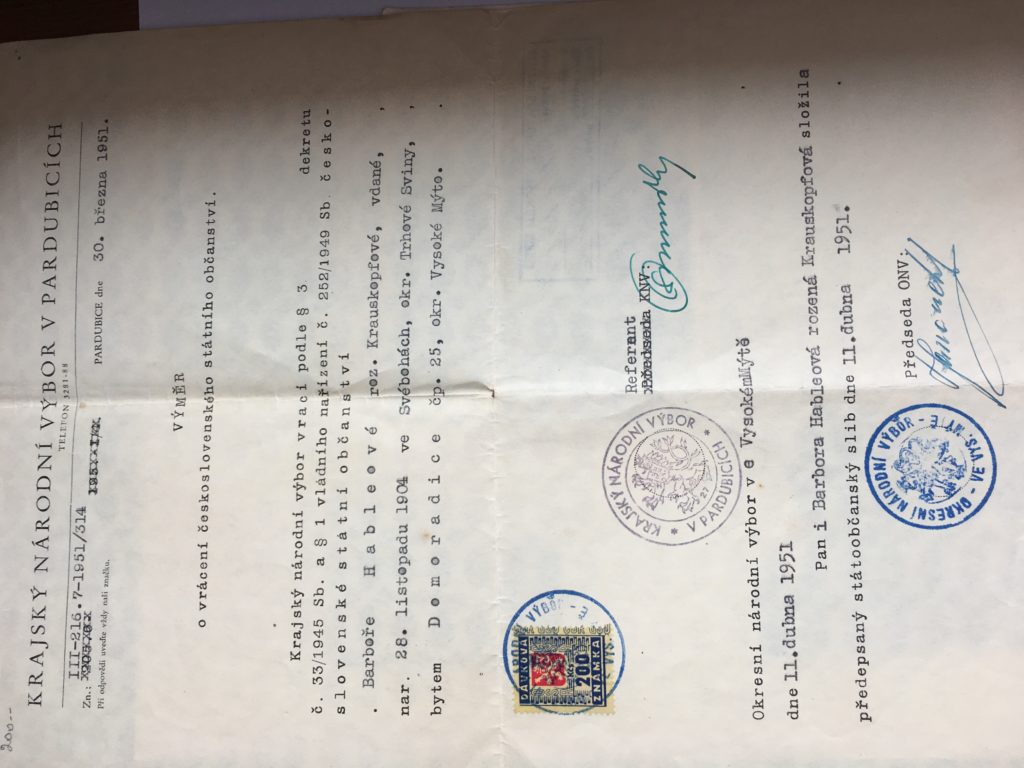 200.--
KRAJSKÝ NÁRODNÍ VÝBOR V PARDUBICÍCH
TELEFON 3281-88
III-216.7-1951/314
Zn.:
Při odpovědi uveďte vždy naši značku.
PARDUBICE dne 30. března 1951.
VÝMĚR
o vrácení československého státního občanství.
Krajský národní výbor vrací podle § 3 dekretu
č. 33/1945 Sb. a § 1 vládního nařízení č. 252/1949 Sb. česko-
slovenské státní občanství
. Barboře Hableové roz. Krauskopfové, vdané, ,
nar. 28. listopadu 1904 ve Svébohách, okr. Trhové Sviny, ,
bytem Domoradice čp. 25, okr. Vysoké Mýto. .
DÁVKOVÁ
Kčs
200
ZNÁMKA
Referent
Předseda KNV:
KRAJSKÝ NÁRODNÍ VÝBOR * V PARDUBICÍCH *
27
Okresní národní výbor v e VysokémMýtě .
dne 11.dubna 1951
Pan i Barbora Hableová rozená Krauskopfová složila
předepsaný státoobčanský slib dne 11.dubna 1951. .
Předseda ONV:
OKRESNÍ NÁRODNÍ VÝBOR - VE VYS. MÝTĚ -